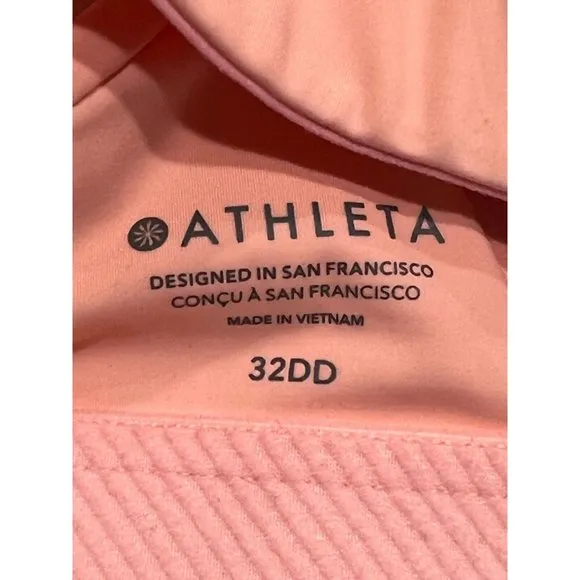 ATHLETA
DESIGNED IN SAN FRANCISCO
CONÇU À SAN FRANCISCO
MADE IN VIETNAM
32DD